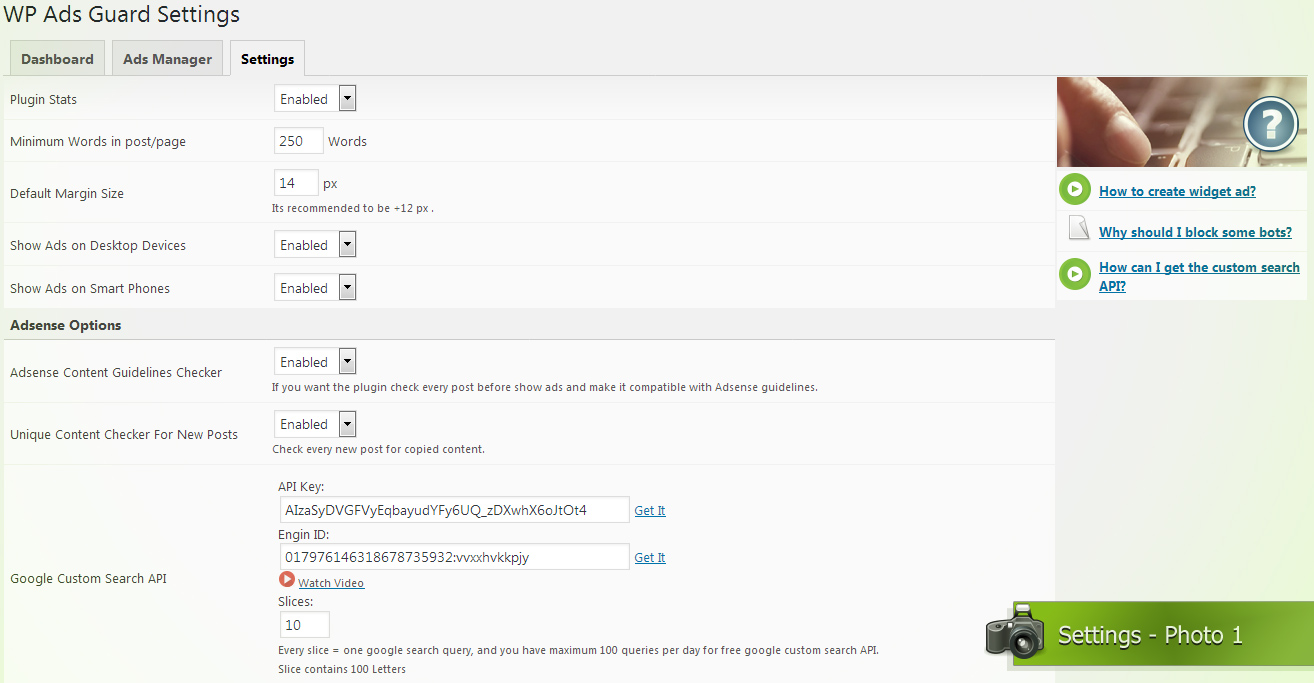 WP Ads Guard Settings
Dashboard
Ads Manager
Settings
Plugin Stats
Enabled
Minimum Words in post/page
250 Words
Default Margin Size
14 px
Its recommended to be +12 px .
Show Ads on Desktop Devices
Enabled
Show Ads on Smart Phones
Enabled
Adsense Options
Adsense Content Guidelines Checker
Enabled
If you want the plugin check every post before show ads and make it compatible with Adsense guidelines.
Unique Content Checker For New Posts
Enabled
Check every new post for copied content.
Google Custom Search API
API Key:
AIzaSyDVGFVyEqbayudYFy6UQ_zDXwhX6oJtOt4 Get It
Engin ID:
017976146318678735932:vvxxhvkkpjy Get It
Watch Video
Slices:
10
Every slice = one google search query, and you have maximum 100 queries per day for free google custom search API.
Slice contains 100 Letters
?
How to create widget ad?
Why should I block some bots?
How can I get the custom search
API?
Settings - Photo 1